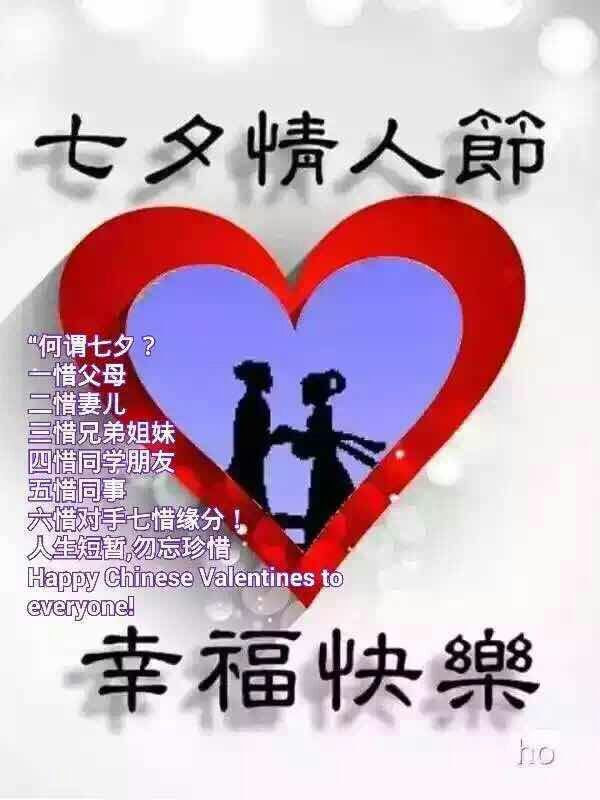 七夕情人節
“何谓七夕？
一惜父母
二惜妻儿
三惜兄弟姐妹
四惜同学朋友
五惜同事
六惜对手七惜缘分！
人生短暂,勿忘珍惜
Happy Chinese Valentines to
everyone!
幸福快樂
ho